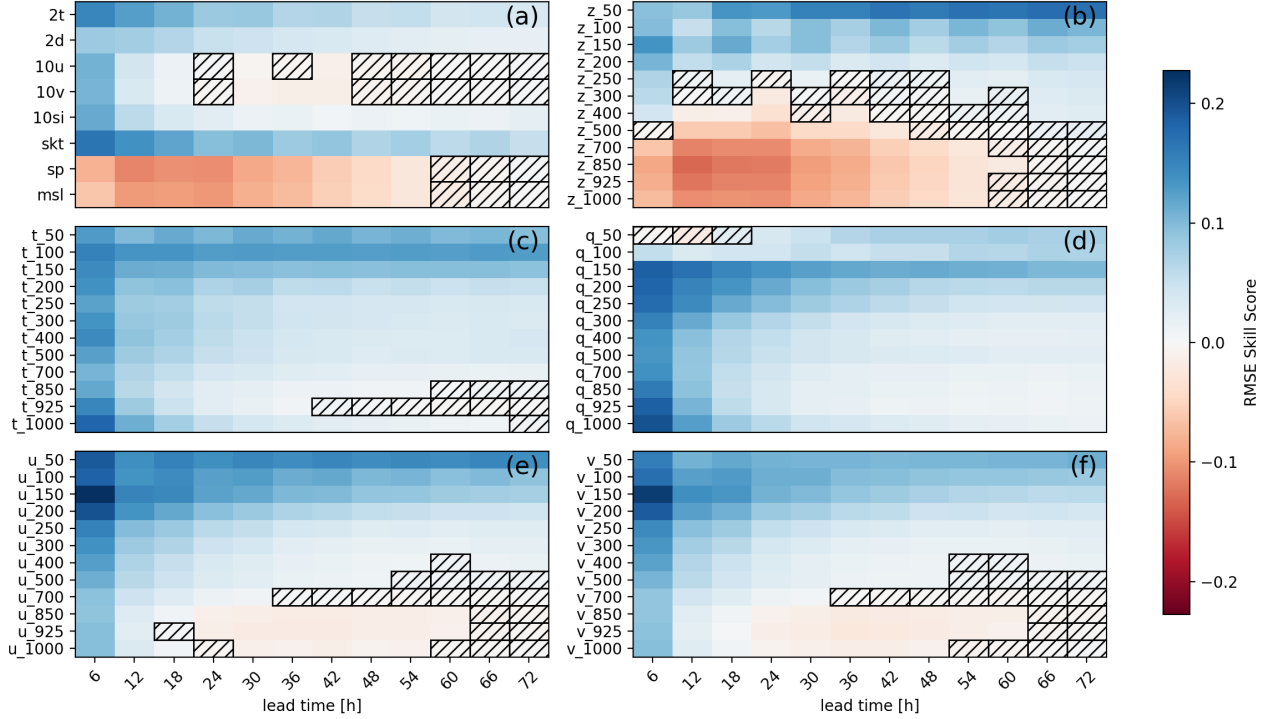 (a)
2t
2d
10u
10v
10si
skt
sp
msl
(b)
z_50
z_100
z_150
z_200
z_250
z_300
z_400
z_500
z_700
z_850
z_925
z_1000
(c)
t_50
t_100
t_150
t_200
t_250
t_300
t_400
t_500
t_700
t_850
t_925
t_1000
(d)
q_50
q_100
q_150
q_200
q_250
q_300
q_400
q_500
q_700
q_850
q_925
q_1000
(e)
u_50
u_100
u_150
u_200
u_250
u_300
u_400
u_500
u_700
u_850
u_925
u_1000
6 12 18 24 30 36 42 48 54 60 66 72
lead time [h]
(f)
v_50
v_100
v_150
v_200
v_250
v_300
v_400
v_500
v_700
v_850
v_925
v_1000
6 12 18 24 30 36 42 48 54 60 66 72
lead time [h]
0.2
0.1
0.0
−0.1
−0.2
RMSE Skill Score